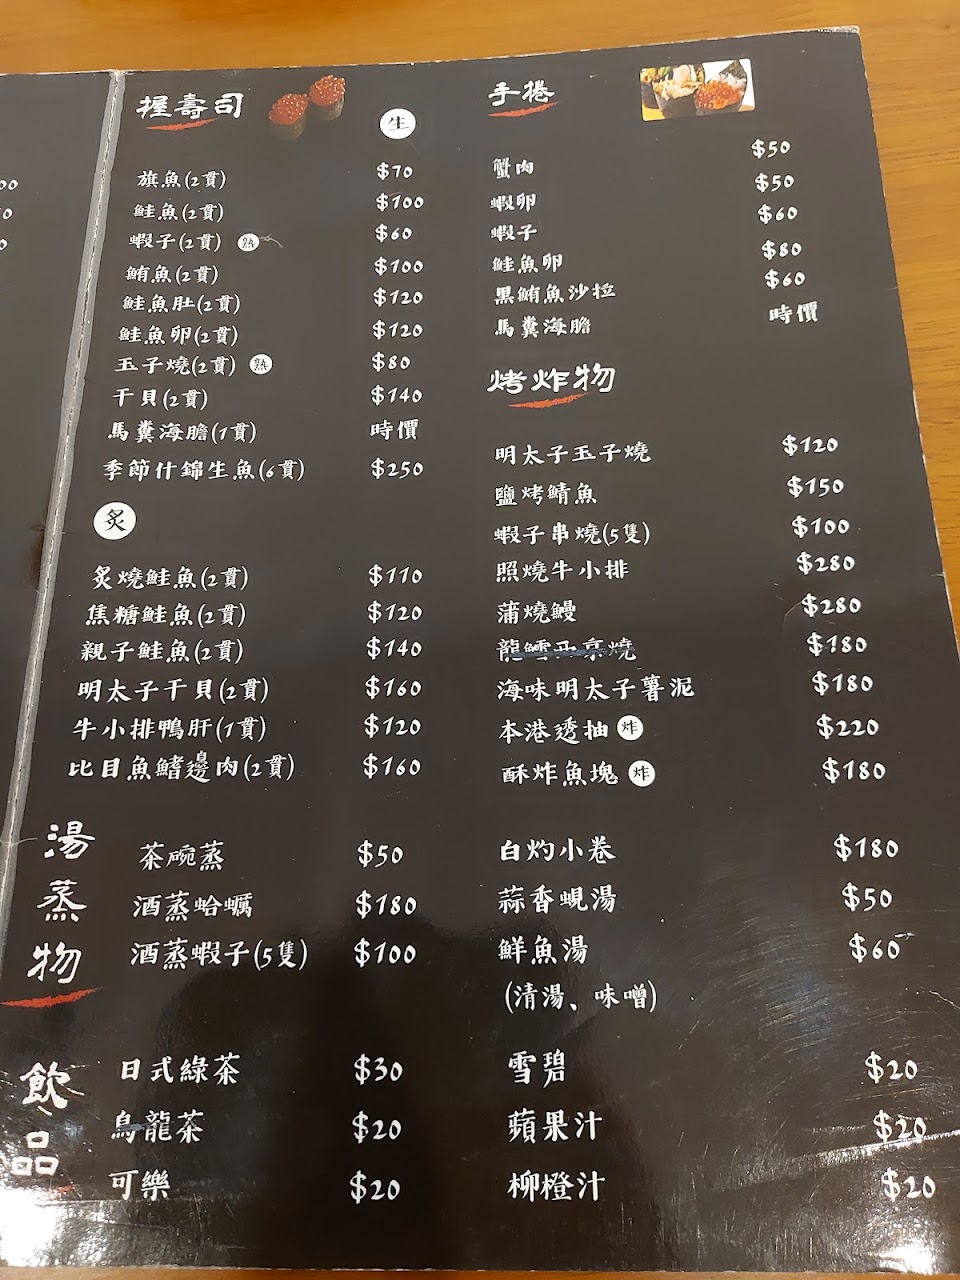 握壽司
生
旗魚(2貫) $70
鮭魚(2貫) $100
蝦子(2貫) 熟 $60
鮪魚(2貫) $100
鮭魚肚(2貫) $120
鮭魚卵(2貫) $120
玉子燒(2貫) 熟 $80
干貝(2貫) $140
馬糞海膽(1貫) 時價
季節什錦生魚(6貫) $250
炙
炙燒鮭魚(2貫) $110
焦糖鮭魚(2貫) $120
親子鮭魚(2貫) $140
明太子干貝(2貫) $160
牛小排鴨肝(1貫) $120
比目魚鰭邊肉(2貫) $160
手捲
蟹肉 $50
蝦卵 $50
蝦子 $60
鮭魚卵 $80
黑鮪魚沙拉 $60
馬糞海膽 時價
烤炸物
明太子玉子燒 $120
鹽烤鯖魚 $150
蝦子串燒(5隻) $100
照燒牛小排 $280
蒲燒鰻 $280
龍鱈西京燒 $180
海味明太子薯泥 $180
本港透抽 炸 $220
酥炸魚塊 炸 $180
湯蒸物
茶碗蒸 $50
酒蒸蛤蠣 $180
酒蒸蝦子(5隻) $100
白灼小卷 $180
蒜香蜆湯 $50
鮮魚湯 $60
(清湯、味噌)
飲品
日式綠茶 $30
烏龍茶 $20
可樂 $20
雪碧 $20
蘋果汁 $20
柳橙汁 $20